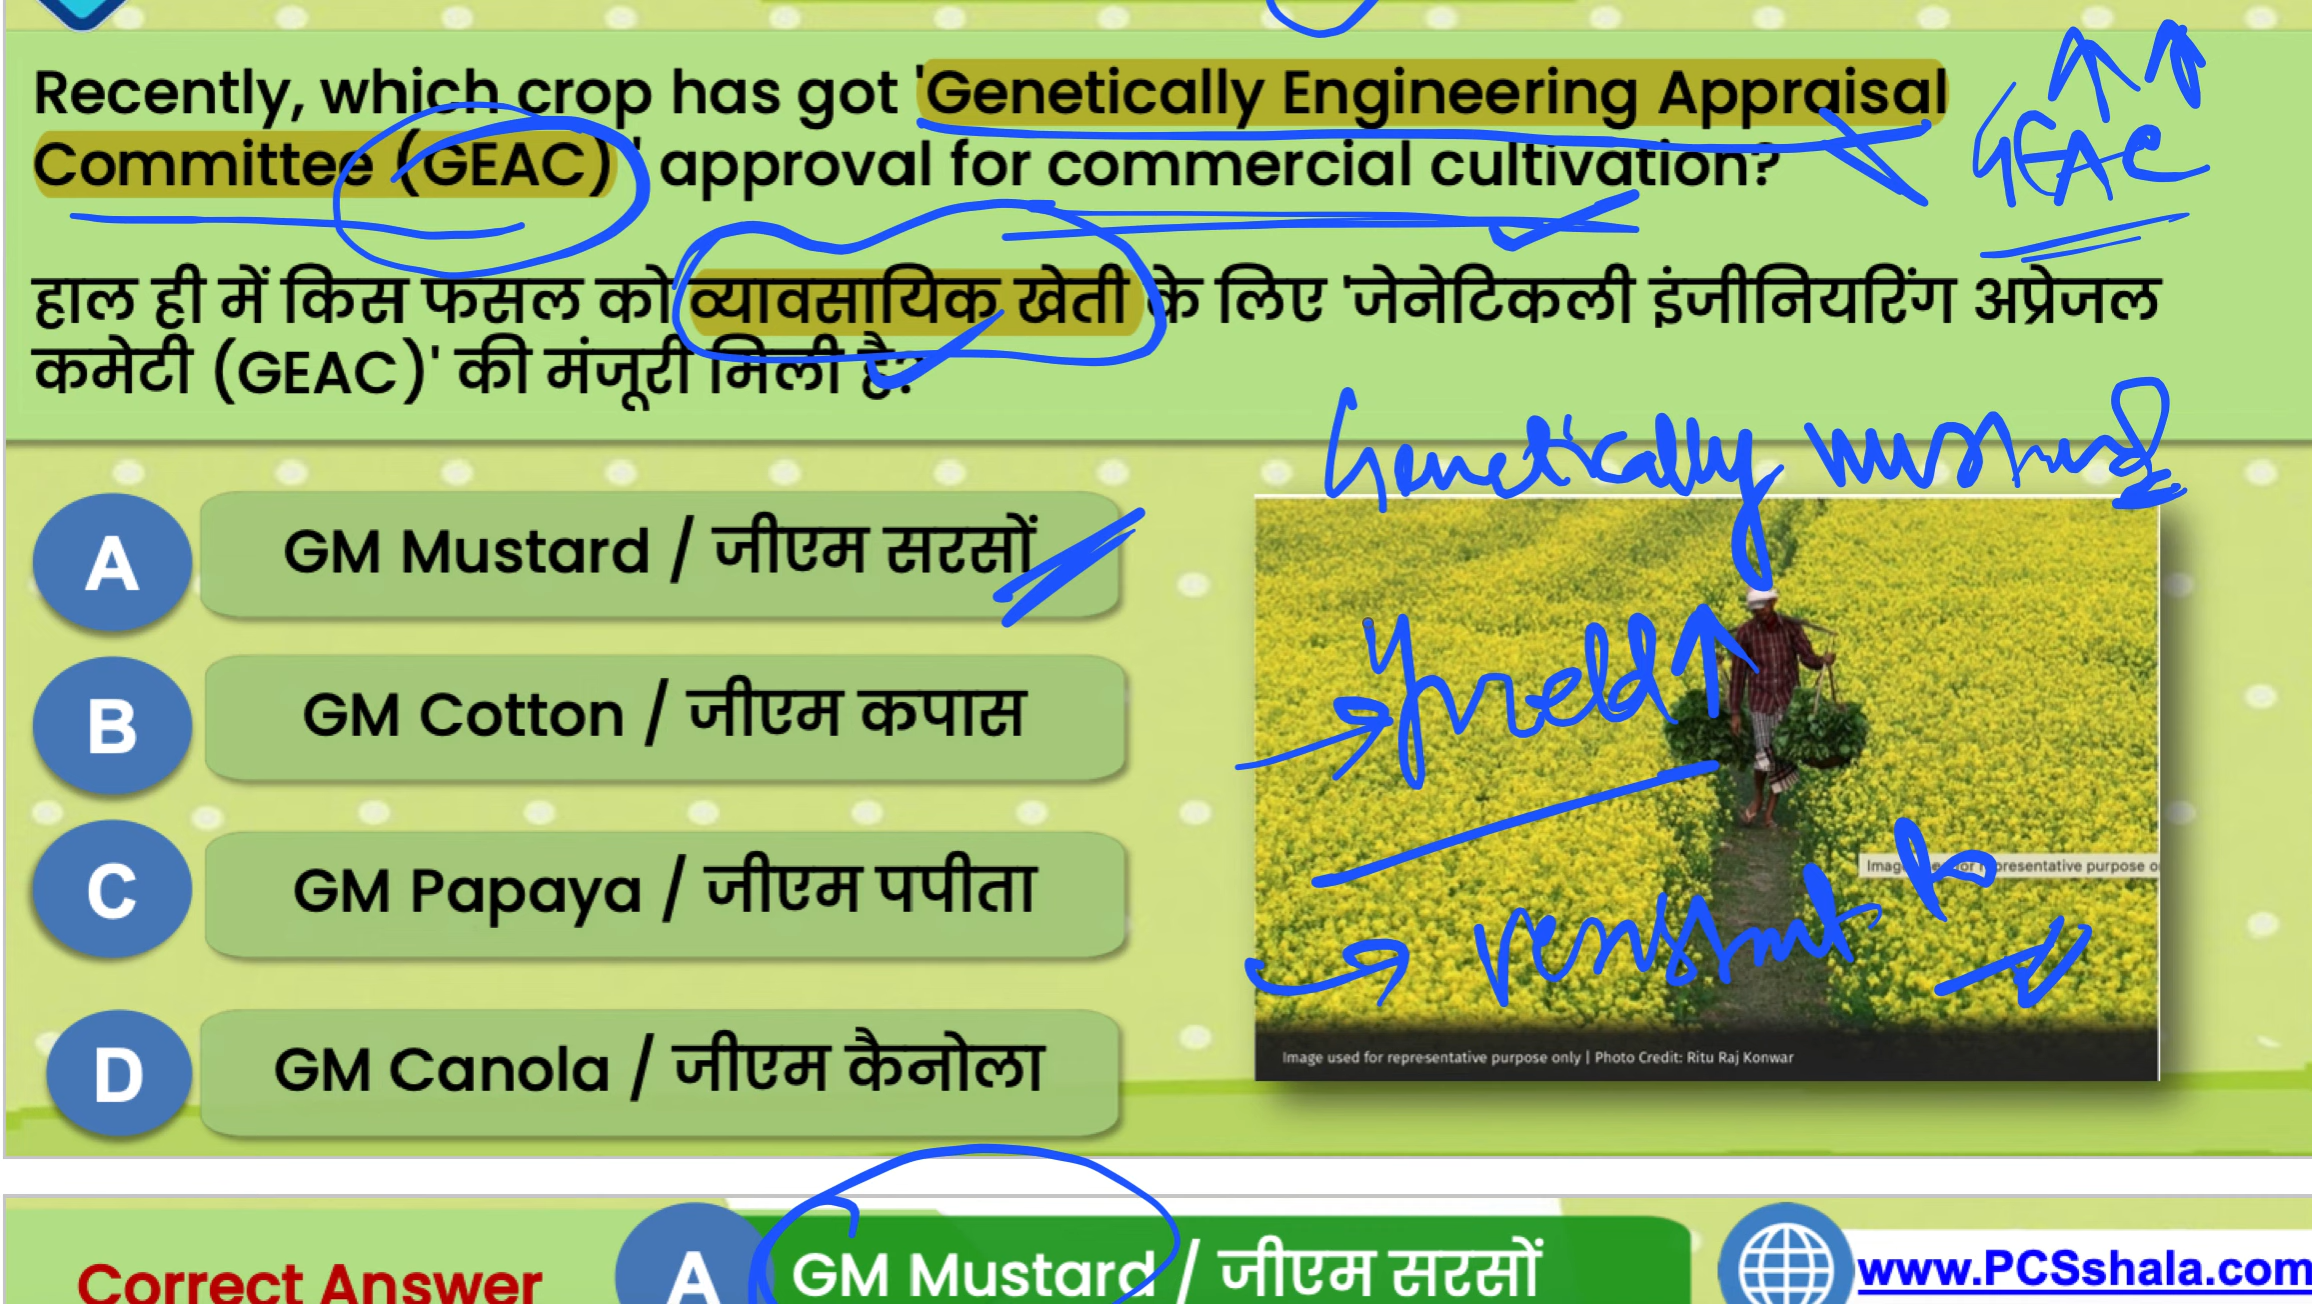 Recently, which crop has got 'Genetically Engineering Appraisal
Committee (GEAC)' approval for commercial cultivation?
GEAC
हाल ही में किस फसल को व्यावसायिक खेती के लिए 'जेनेटिकली इंजीनियरिंग अप्रेजल
कमेटी (GEAC)' की मंजूरी मिली है?
Genetically
A GM Mustard / जीएम सरसों
B GM Cotton / जीएम कपास
C GM Papaya / जीएम पपीता
D GM Canola / जीएम कैनोला
Yield
representative purpose
Image used for representative purpose only | Photo Credit: Ritu Raj Konwar
Correct Answer A GM Mustard / जीएम सरसों www.PCSshala.com